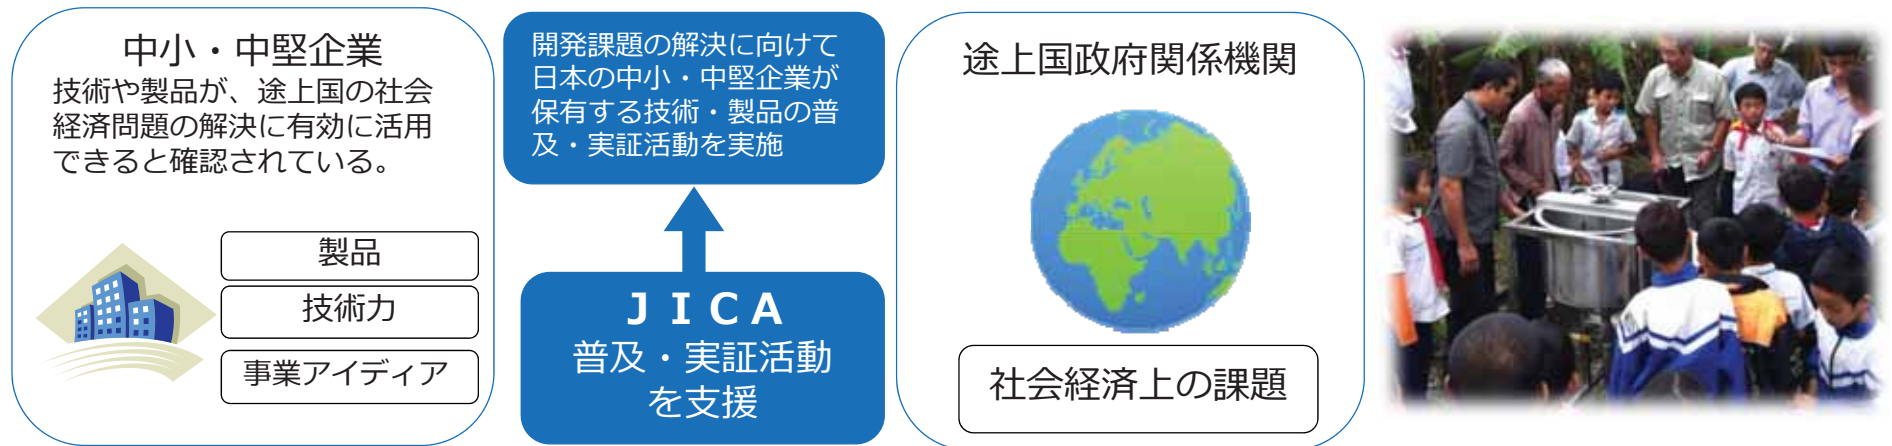 中小・中堅企業
技術や製品が、途上国の社会
経済問題の解決に有効に活用
できると確認されている。
製品
技術力
事業アイディア
開発課題の解決に向けて
日本の中小・中堅企業が
保有する技術・製品の普
及・実証活動を実施
ＪＩＣＡ
普及・実証活動
を支援
途上国政府関係機関
社会経済上の課題